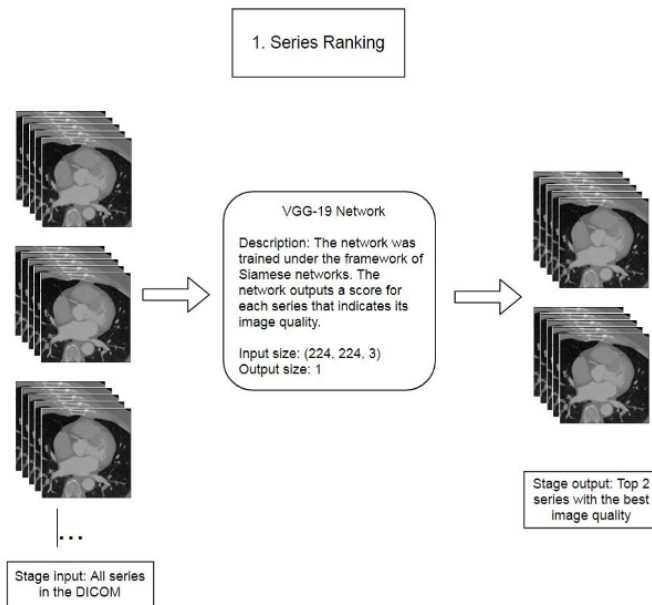 1. Series Ranking
VGG-19 Network
Description: The network was
trained under the framework of
Siamese networks. The
network outputs a score for
each series that indicates its
image quality.
Input size: (224, 224, 3)
Output size: 1
...
Stage input: All series
in the DICOM
Stage output: Top 2
series with the best
image quality